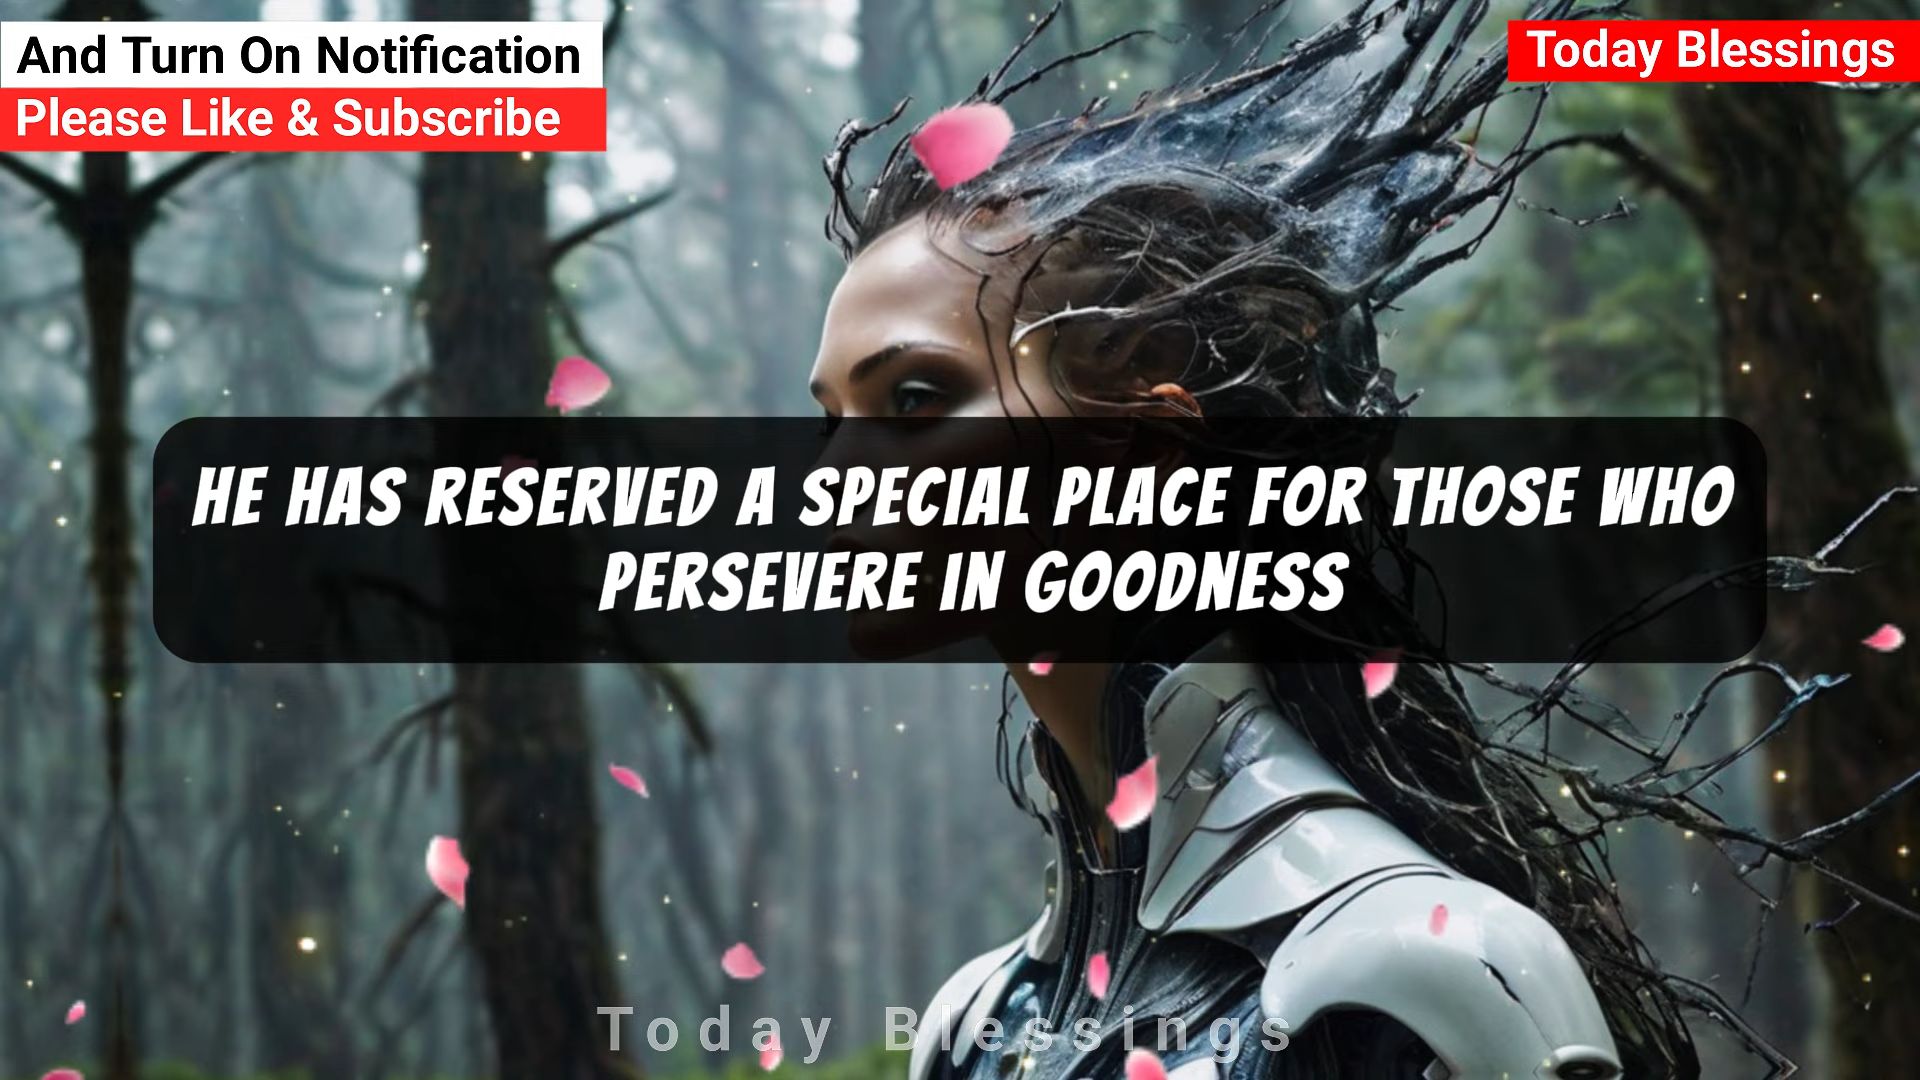 And Turn On Notification
Please Like & Subscribe
Today Blessings
HE HAS RESERVED A SPECIAL PLACE FOR THOSE WHO
PERSEVERE IN GOODNESS
Today Blessings